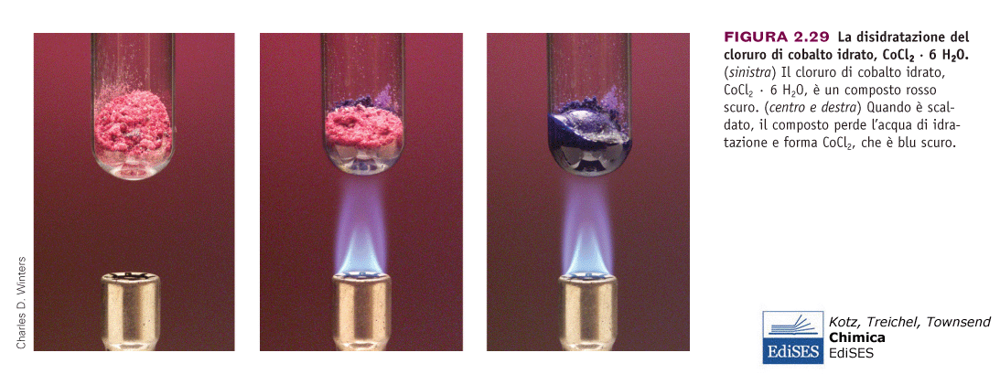 FIGURA 2.29 La disidratazione del
cloruro di cobalto idrato, CoCl₂ · 6 H₂O.
(sinistra) Il cloruro di cobalto idrato,
CoCl₂ · 6 H₂O, è un composto rosso
scuro. (centro e destra) Quando è scal-
dato, il composto perde l'acqua di idra-
tazione e forma CoCl₂, che è blu scuro.
Charles D. Winters
EdiSES
Kotz, Treichel, Townsend
Chimica
EdiSES